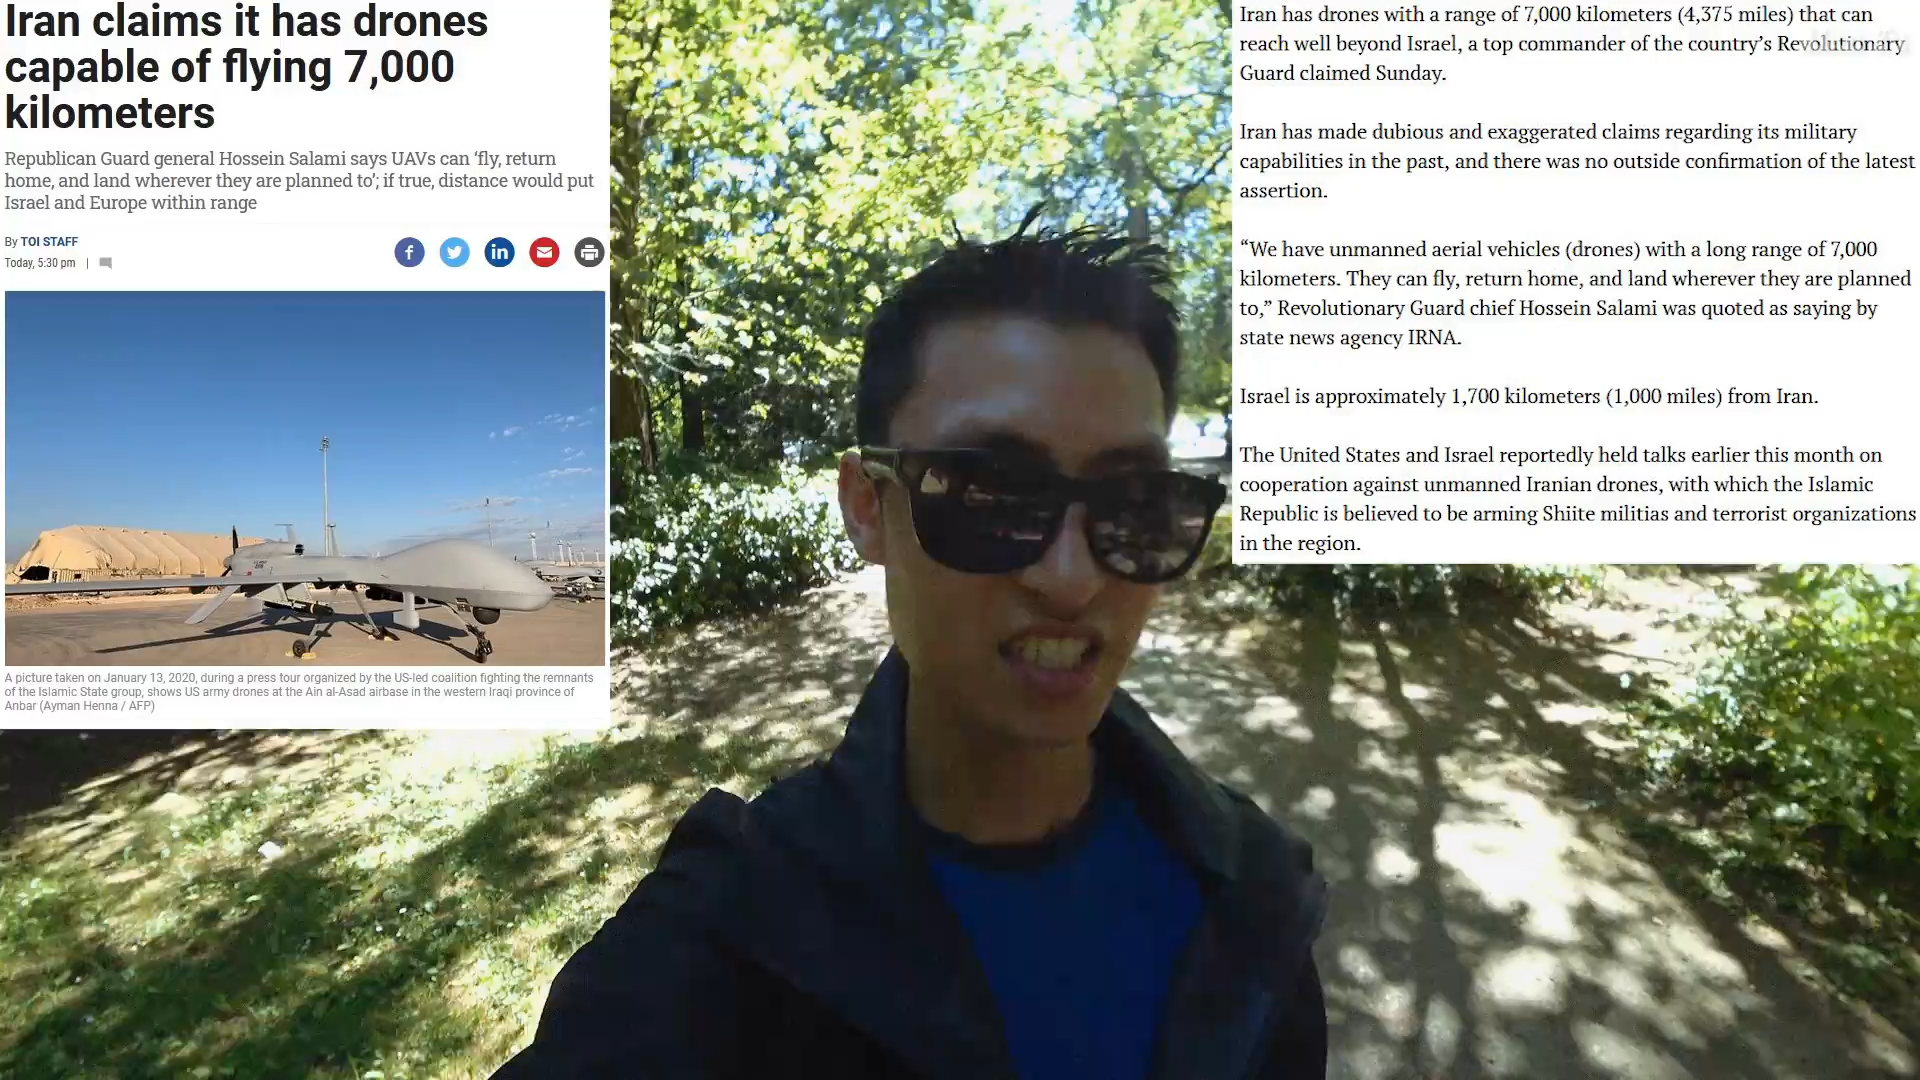 Iran claims it has drones
capable of flying 7,000
kilometers
Republican Guard general Hossein Salami says UAVs can ‘fly, return
home, and land wherever they are planned to’; if true, distance would put
Israel and Europe within range
By TOI STAFF
Today, 5:30 pm |
A picture taken on January 13, 2020, during a press tour organized by the US-led coalition fighting the remnants
of the Islamic State group, shows US army drones at the Ain al-Asad airbase in the western Iraqi province of
Anbar (Ayman Henna / AFP)
Iran has drones with a range of 7,000 kilometers (4,375 miles) that can
reach well beyond Israel, a top commander of the country’s Revolutionary
Guard claimed Sunday.
Iran has made dubious and exaggerated claims regarding its military
capabilities in the past, and there was no outside confirmation of the latest
assertion.
“We have unmanned aerial vehicles (drones) with a long range of 7,000
kilometers. They can fly, return home, and land wherever they are planned
to,” Revolutionary Guard chief Hossein Salami was quoted as saying by
state news agency IRNA.
Israel is approximately 1,700 kilometers (1,000 miles) from Iran.
The United States and Israel reportedly held talks earlier this month on
cooperation against unmanned Iranian drones, with which the Islamic
Republic is believed to be arming Shiite militias and terrorist organizations
in the region.